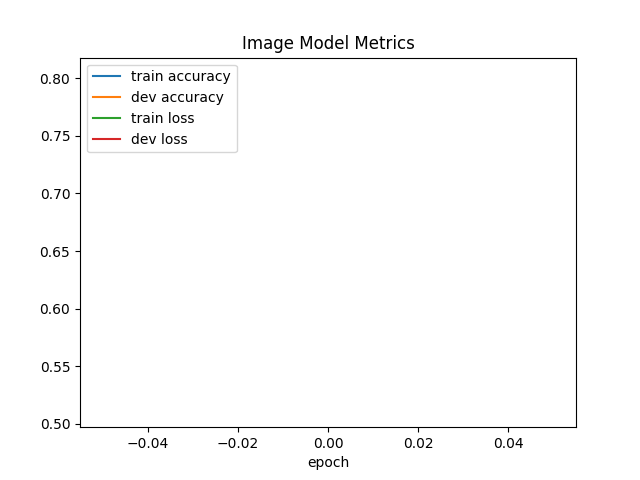 Image Model Metrics
train accuracy
dev accuracy
train loss
dev loss
0.80
0.75
0.70
0.65
0.60
0.55
0.50
−0.04 −0.02 0.00 0.02 0.04
epoch